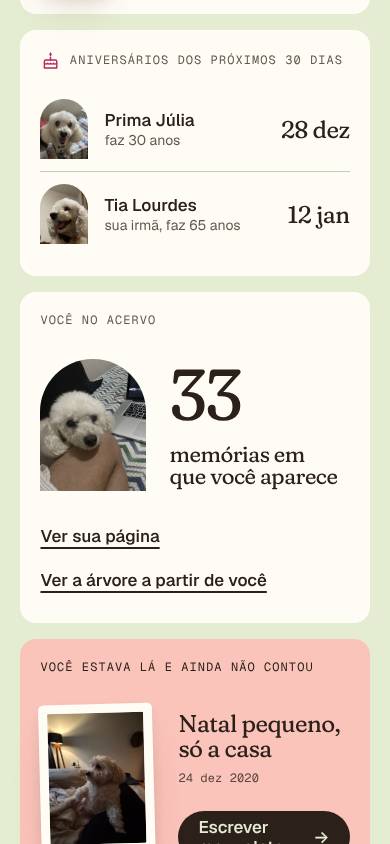 ANIVERSÁRIOS DOS PRÓXIMOS 30 DIAS
Prima Júlia
faz 30 anos
28 dez
Tia Lourdes
sua irmã, faz 65 anos
12 jan
VOCÊ NO ACERVO
33
memórias em
que você aparece
Ver sua página
Ver a árvore a partir de você
VOCÊ ESTAVA LÁ E AINDA NÃO CONTOU
Natal pequeno,
só a casa
24 dez 2020
Escrever